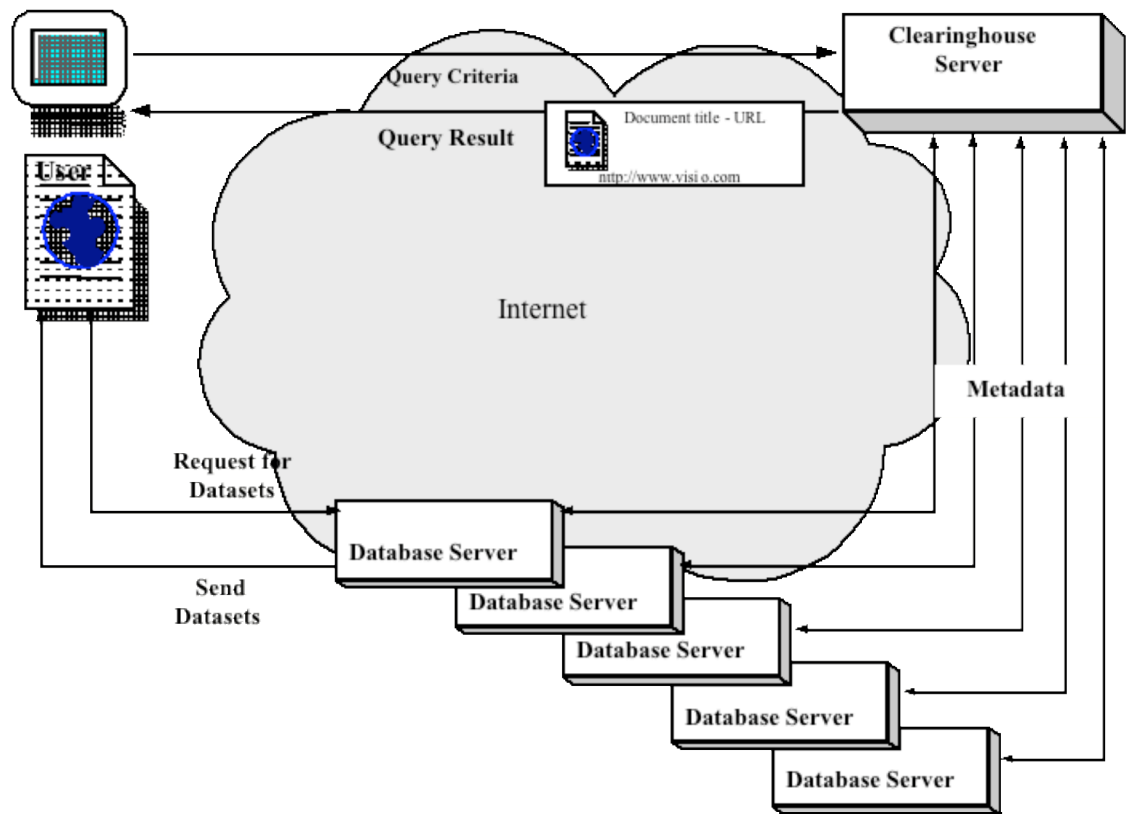 Clearinghouse
Server
Query Criteria
Document title - URL
Query Result
http://www.visio.com
User
Internet
Metadata
Request for
Datasets
Database Server
Send
Datasets
Database Server
Database Server
Database Server
Database Server